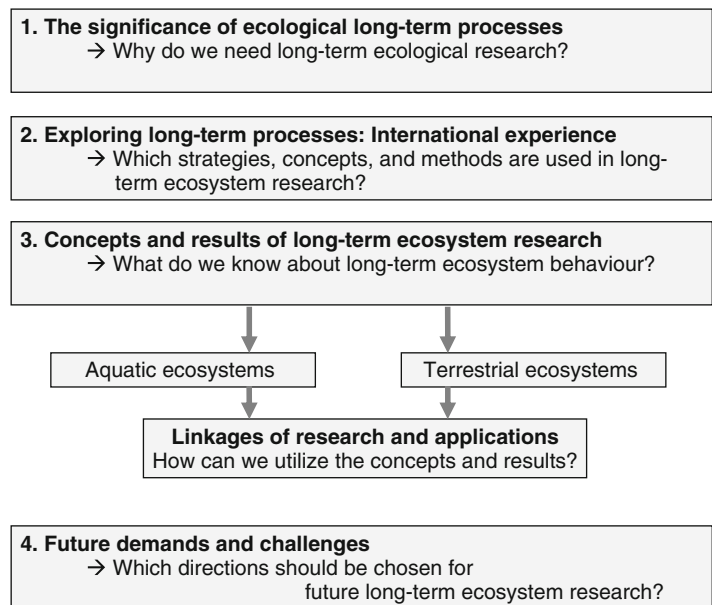 1. The significance of ecological long-term processes
→ Why do we need long-term ecological research?
2. Exploring long-term processes: International experience
→ Which strategies, concepts, and methods are used in long-
term ecosystem research?
3. Concepts and results of long-term ecosystem research
→ What do we know about long-term ecosystem behaviour?
Aquatic ecosystems
Terrestrial ecosystems
Linkages of research and applications
How can we utilize the concepts and results?
4. Future demands and challenges
→ Which directions should be chosen for
future long-term ecosystem research?